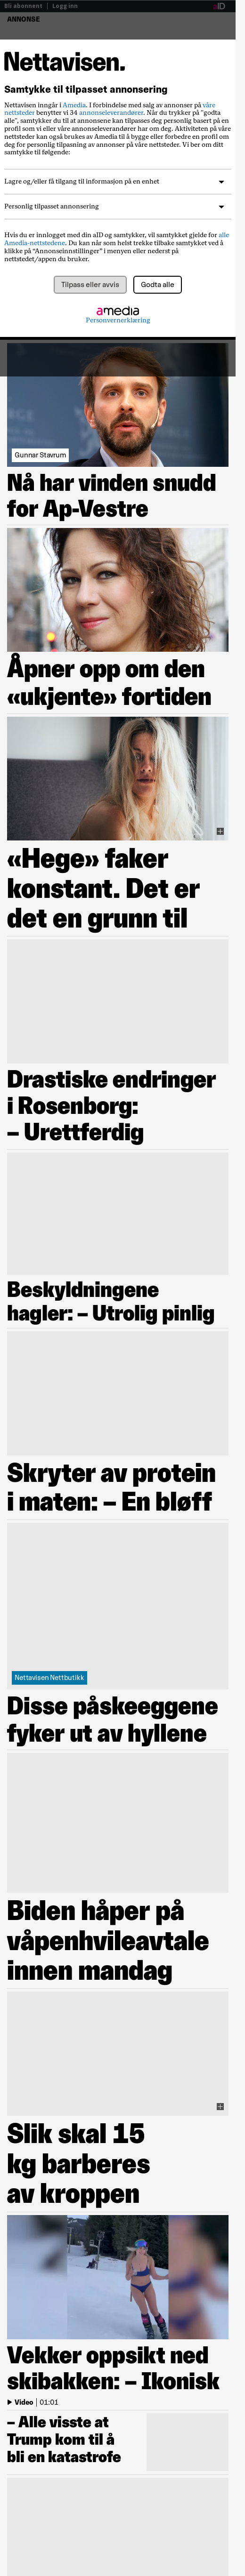 Bli abonnent | Logg inn
aID
ANNONSE
Nettavisen.
Samtykke til tilpasset annonsering
Nettavisen inngår i Amedia. I forbindelse med salg av annonser på våre
nettsteder benytter vi 34 annonseleverandører. Når du trykker på "godta
alle", samtykker du til at annonsene kan tilpasses deg personlig basert på en
profil som vi eller våre annonseleverandører har om deg. Aktiviteten på våre
nettsteder kan også brukes av Amedia til å bygge eller forbedre en profil om
deg for personlig tilpasning av annonser på våre nettsteder. Vi ber om ditt
samtykke til følgende:
Lagre og/eller få tilgang til informasjon på en enhet
Personlig tilpasset annonsering
Hvis du er innlogget med din aID og samtykker, vil samtykket gjelde for alle
Amedia-nettstedene. Du kan når som helst trekke tilbake samtykket ved å
klikke på “Annonseinnstillinger” i menyen eller nederst på
nettstedet/appen du bruker.
Tilpass eller avvis
Godta alle
amedia
Personvernerklæring
Gunnar Stavrum
Nå har vinden snudd
for Ap-Vestre
Åpner opp om den
«ukjente» fortiden
«Hege» faker
konstant. Det er
det en grunn til
Drastiske endringer
i Rosenborg:
– Urettferdig
Beskyldningene
hagler: – Utrolig pinlig
Skryter av protein
i maten: – En bløff
Nettavisen Nettbutikk
Disse påskeeggene
fyker ut av hyllene
Biden håper på
våpenhvileavtale
innen mandag
Slik skal 15
kg barberes
av kroppen
Vekker oppsikt ned
skibakken: – Ikonisk
Video | 01:01
– Alle visste at
Trump kom til å
bli en katastrofe